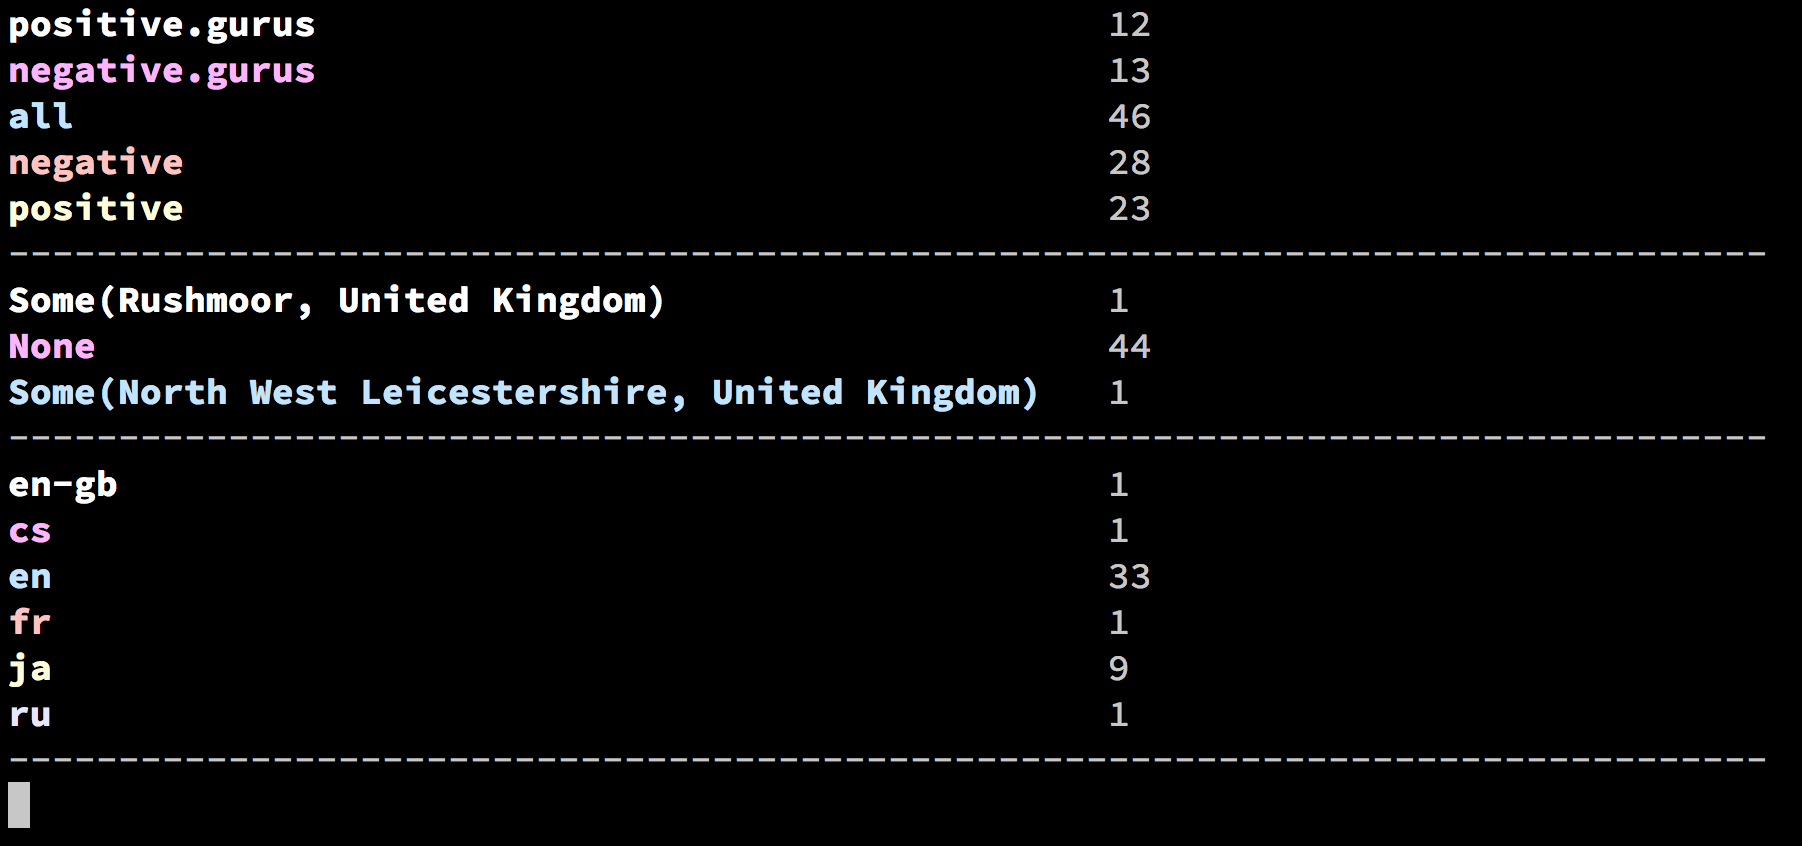 positive.gurus 12
negative.gurus 13
all 46
negative 28
positive 23
--------------------------------------------------------------------------------
Some(Rushmoor, United Kingdom) 1
None 44
Some(North West Leicestershire, United Kingdom) 1
--------------------------------------------------------------------------------
en-gb 1
cs 1
en 33
fr 1
ja 9
ru 1
--------------------------------------------------------------------------------